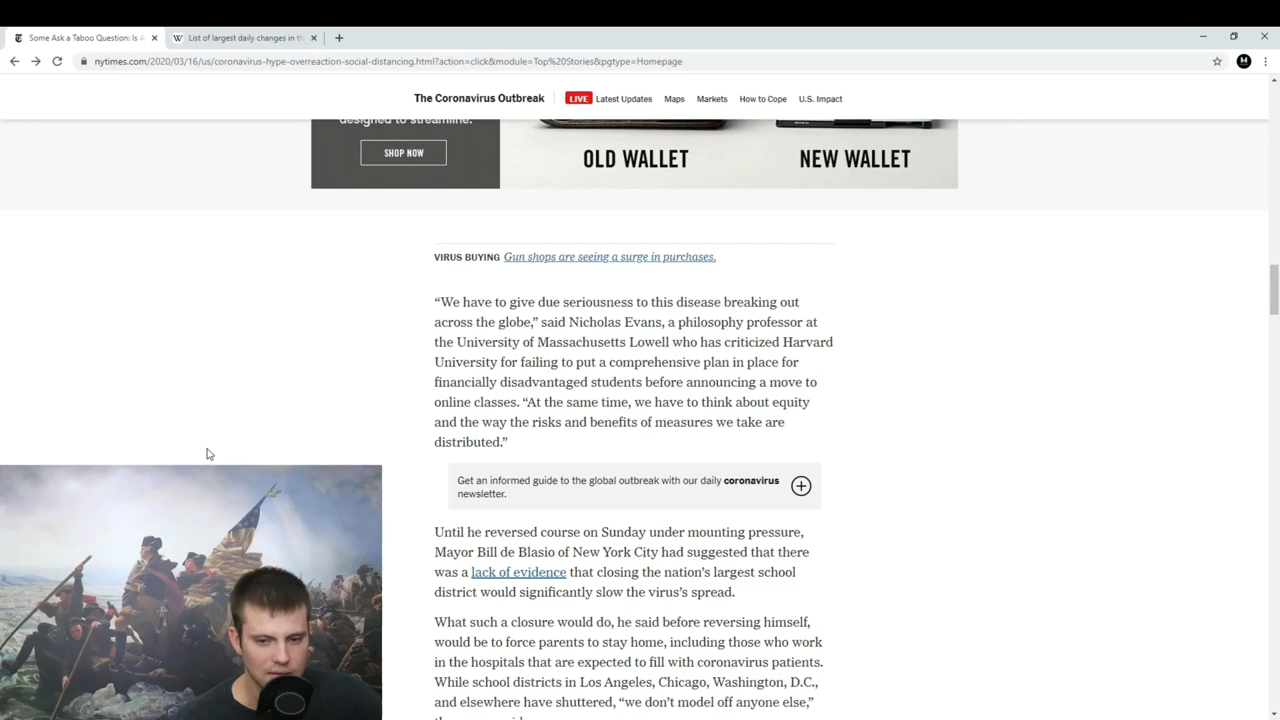 Some Ask a Taboo Question: Is A
List of largest daily changes in th
nytimes.com/2020/03/16/us/coronavirus-hype-overreaction-social-distancing.html?action=click&module=Top%20Stories&pgtype=Homepage
The Coronavirus Outbreak
LIVE Latest Updates Maps Markets How to Cope U.S. Impact
designed to streamline.
SHOP NOW
OLD WALLET
NEW WALLET
VIRUS BUYING Gun shops are seeing a surge in purchases.
“We have to give due seriousness to this disease breaking out
across the globe,” said Nicholas Evans, a philosophy professor at
the University of Massachusetts Lowell who has criticized Harvard
University for failing to put a comprehensive plan in place for
financially disadvantaged students before announcing a move to
online classes. “At the same time, we have to think about equity
and the way the risks and benefits of measures we take are
distributed.”
Get an informed guide to the global outbreak with our daily coronavirus
newsletter.
Until he reversed course on Sunday under mounting pressure,
Mayor Bill de Blasio of New York City had suggested that there
was a lack of evidence that closing the nation’s largest school
district would significantly slow the virus’s spread.
What such a closure would do, he said before reversing himself,
would be to force parents to stay home, including those who work
in the hospitals that are expected to fill with coronavirus patients.
While school districts in Los Angeles, Chicago, Washington, D.C.,
and elsewhere have shuttered, “we don’t model off anyone else,”